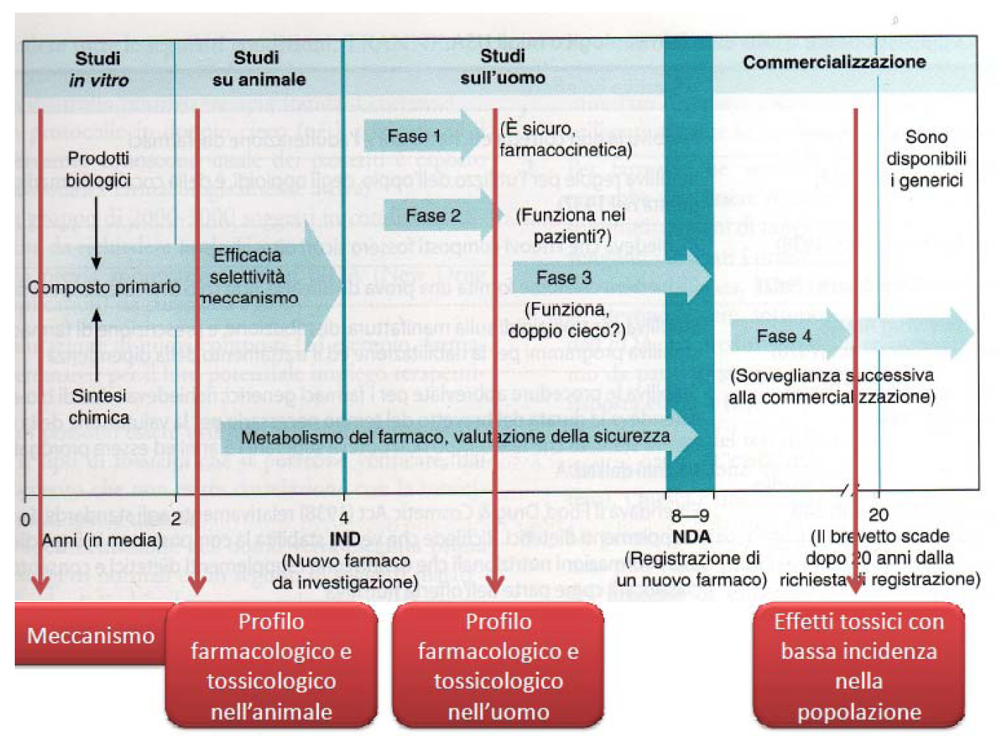 Studi
in vitro
Studi
su animale
Studi
sull'uomo
Commercializzazione
Prodotti
biologici
Composto primario
Sintesi
chimica
Efficacia
selettività
meccanismo
Fase 1
(È sicuro,
farmacocinetica)
Fase 2
(Funziona nei
pazienti?)
Fase 3
(Funziona,
doppio cieco?)
Fase 4
(Sorveglianza successiva
alla commercializzazione)
Sono
disponibili
i generici
Metabolismo del farmaco, valutazione della sicurezza
0
2
4
8—9
20
Anni (in media)
IND
(Nuovo farmaco
da investigazione)
NDA
(Registrazione di
un nuovo farmaco)
(Il brevetto scade
dopo 20 anni dalla
richiesta di registrazione)
Meccanismo
Profilo
farmacologico e
tossicologico
nell'animale
Profilo
farmacologico e
tossicologico
nell'uomo
Effetti tossici con
bassa incidenza
nella
popolazione